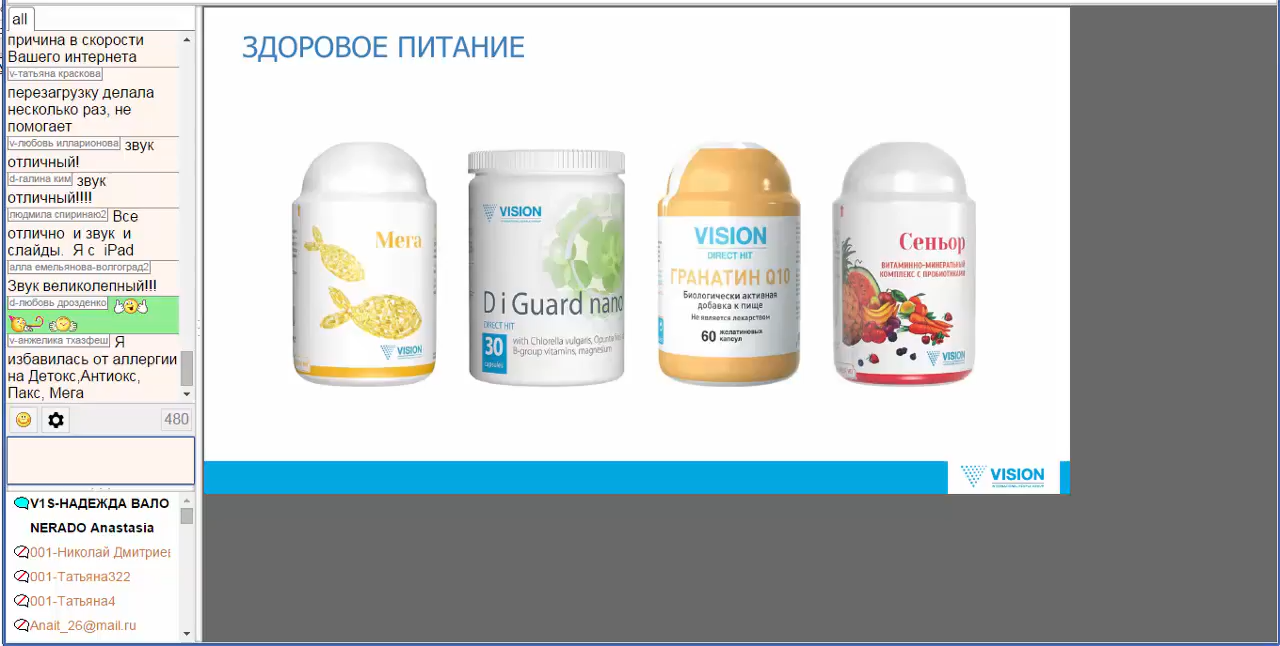 all
причина в скорости
Вашего интернета
v-татьяна краскова
перезагрузку делала
несколько раз, не
помогает
v-любовь илларионова звук
отличный!
d-галина ким звук
отличный!!!!
людмила спиринаю2 Все
отлично и звук и
слайды. Я с iPad
алла емельянова-волгоград2
Звук великолепный!!!
d-любовь дрозденко
v-анжелика тхазфеш Я
избавилась от аллергии
на Детокс,Антиокс,
Пакс, Мега
480
V1S-НАДЕЖДА ВАЛО
NERADO Anastasia
001-Николай Дмитриев
001-Татьяна322
001-Татьяна4
Anait_26@mail.ru
ЗДОРОВОЕ ПИТАНИЕ
Мега
VISION
VISION
D i Guard nano
DIRECT HIT
30
capsules
with Chlorella vulgaris, Opuntia
B-group vitamins, magnesium
VISION
DIRECT HIT
ГРАНАТИН Q10
Биологически активная
добавка к пище
Не является лекарством
60 желатиновых
капсул
Сеньор
ВИТАМИННО-МИНЕРАЛЬНЫЙ
КОМПЛЕКС С ПРОБИОТИКАМИ
VISION
VISION